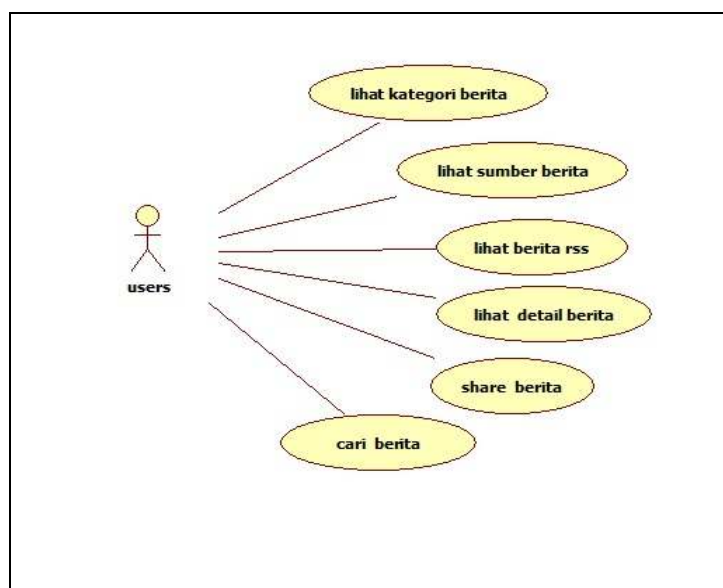 lihat kategori berita
lihat sumber berita
lihat berita rss
users
lihat detail berita
share berita
cari berita